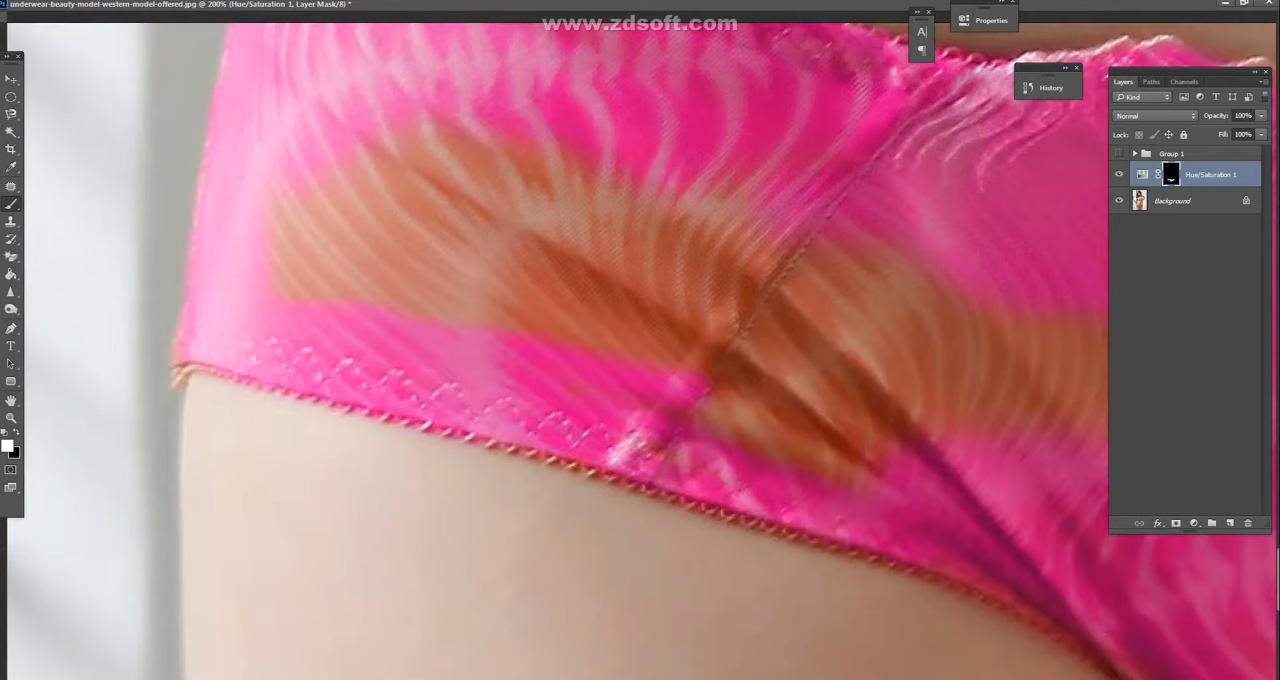 underwear-beauty-model-western-model-offered.jpg @ 200% (Hue/Saturation 1, Layer Mask/8) *
www.zdsoft.com
Properties
History
Layers Paths Channels
Kind
Normal Opacity: 100%
Lock: Fill: 100%
Group 1
Hue/Saturation 1
Background